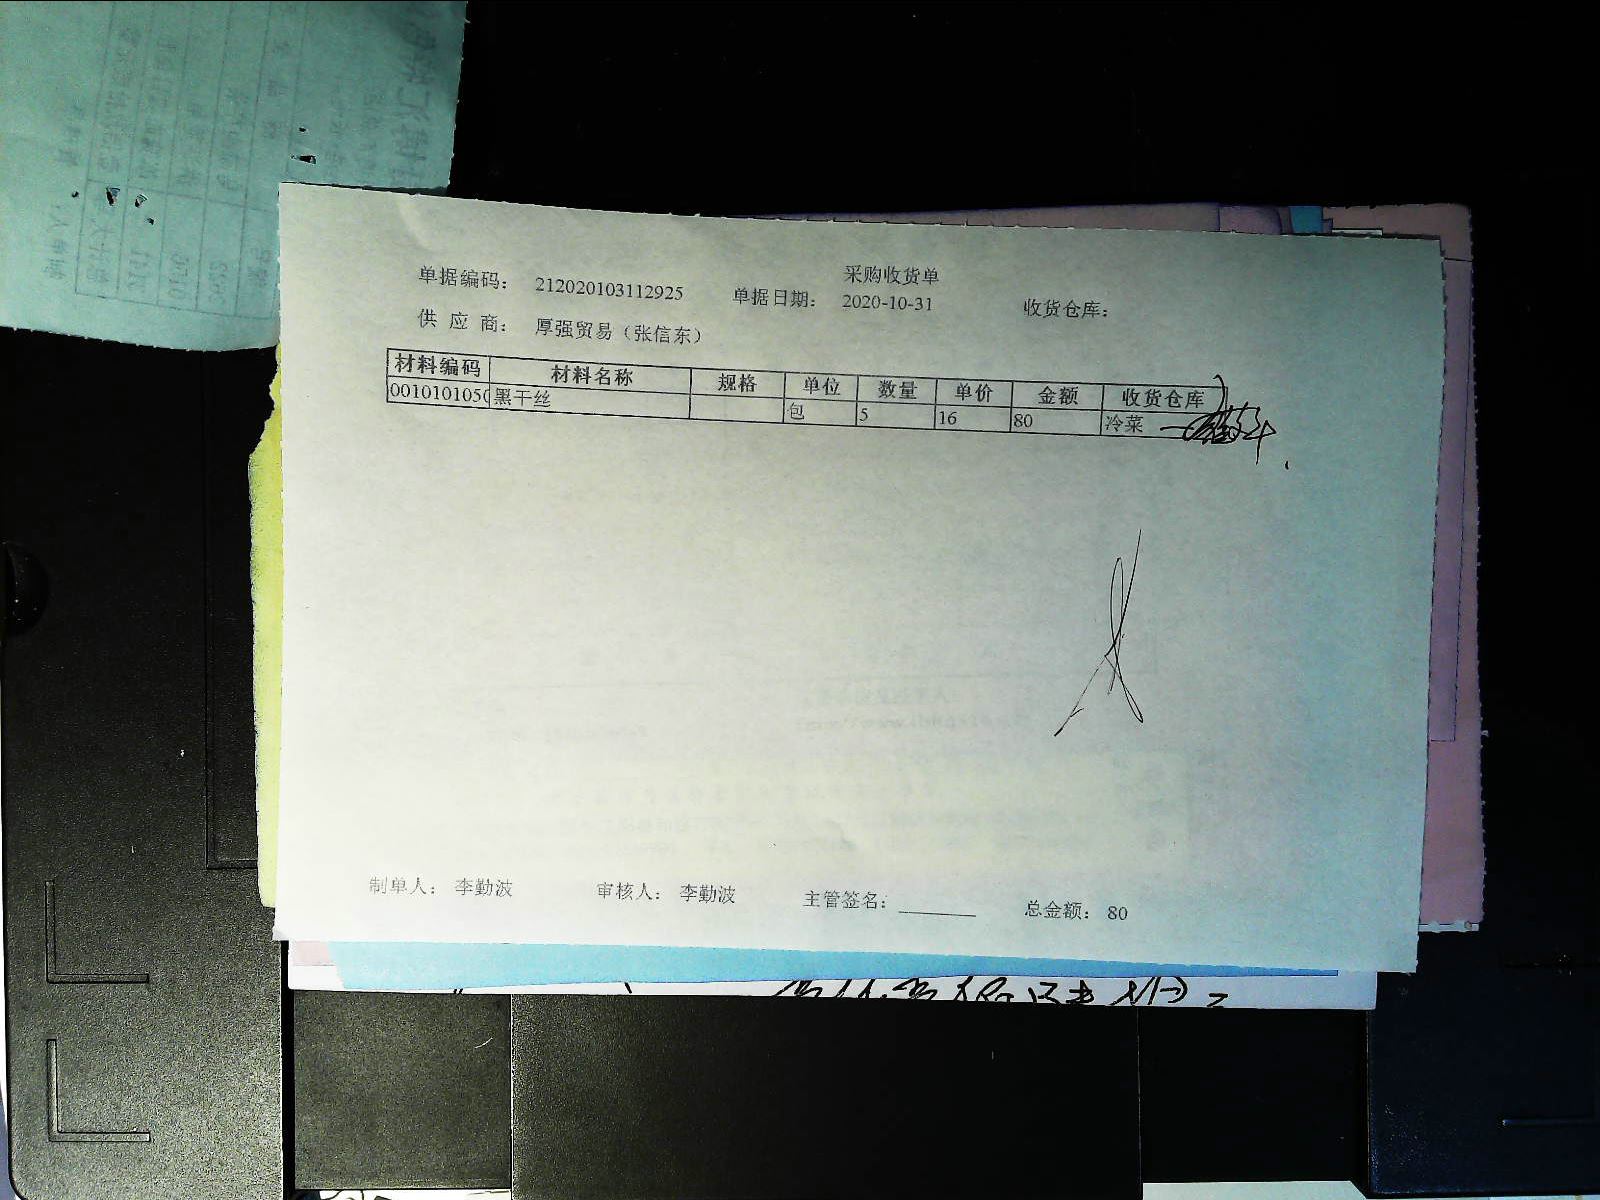 采购收货单
单据编码： 212020103112925 单据日期： 2020-10-31 收货仓库：
供 应 商： 厚强贸易（张信东）
材料编码 材料名称 规格 单位 数量 单价 金额 收货仓库
001010105 黑干丝 包 5 16 80 冷菜
制单人： 李勤波 审核人： 李勤波 主管签名： 总金额： 80